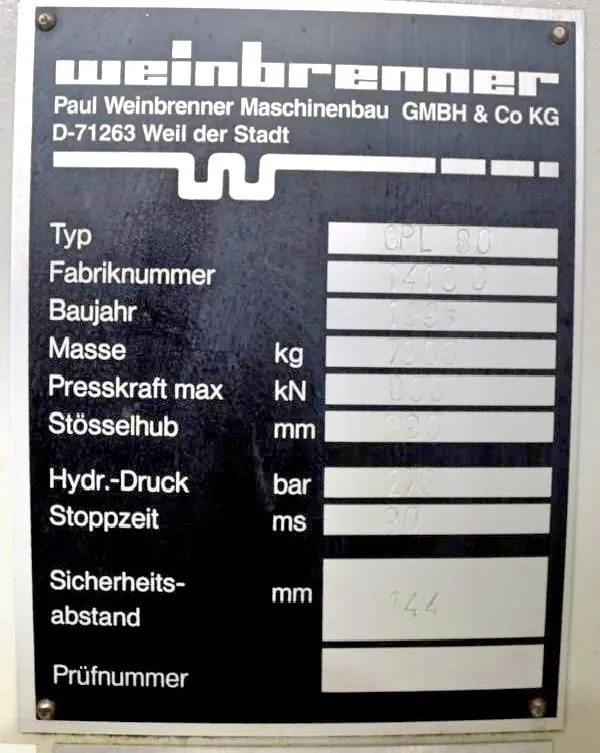 weinbrenner
Paul Weinbrenner Maschinenbau GMBH & Co KG
D-71263 Weil der Stadt
Typ GPL 80
Fabriknummer
Baujahr
Masse kg
Presskraft max kN 800
Stösselhub mm
Hydr.-Druck bar
Stoppzeit ms
Sicherheits-
abstand mm 144
Prüfnummer